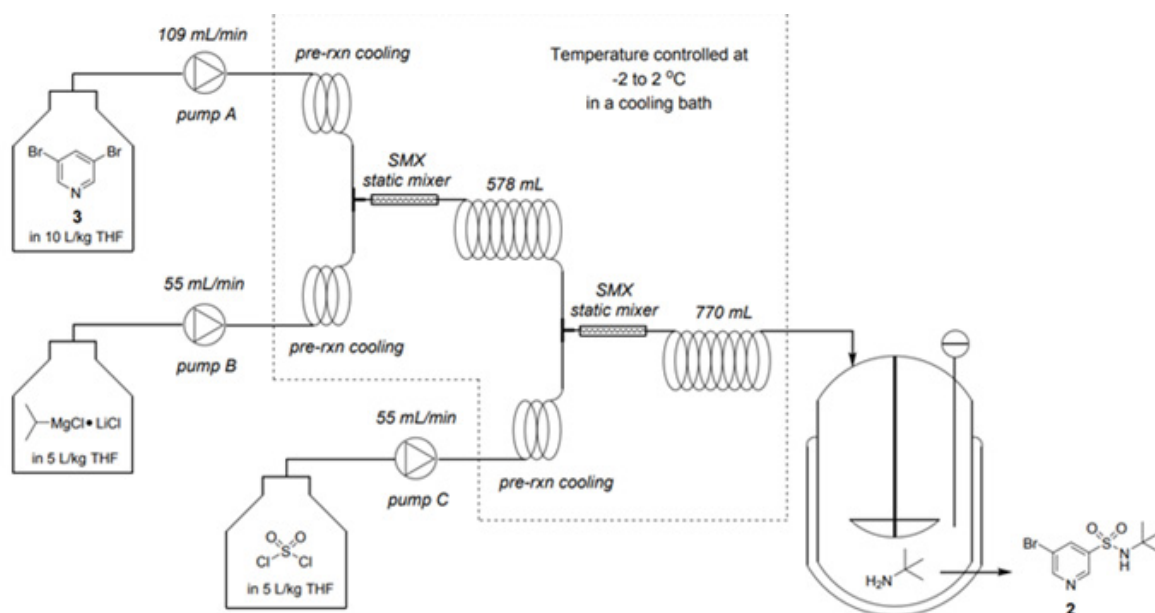 109 mL/min
pre-rxn cooling
Temperature controlled at
-2 to 2 °C
in a cooling bath
pump A
Br
Br
N
3
in 10 L/kg THF
SMX
static mixer
578 mL
55 mL/min
pre-rxn cooling
pump B
SMX
static mixer
770 mL
MgCl• LiCl
in 5 L/kg THF
55 mL/min
pump C
pre-rxn cooling
O
O
S
Cl
Cl
in 5 L/kg THF
H₂N
Br
O
O
S
N
H
N
2